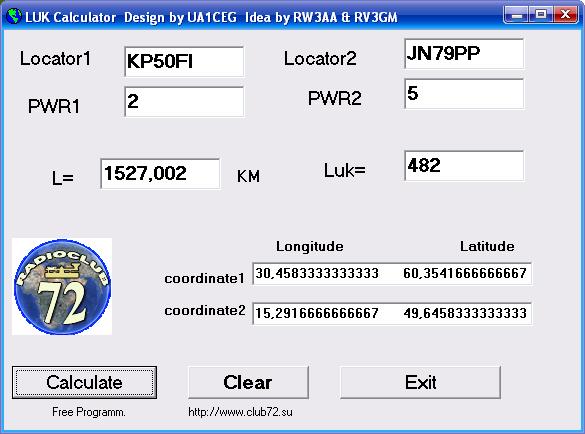 LUK Calculator Design by UA1CEG Idea by RW3AA & RV3GM
Locator1 KP50FI Locator2 JN79PP
PWR1 2 PWR2 5
L= 1527,002 KM Luk= 482
Longitude Latitude
coordinate1 30,4583333333333 60,3541666666667
coordinate2 15,2916666666667 49,6458333333333
RADIOCLUB
72
Calculate Clear Exit
Free Programm. http://www.club72.su